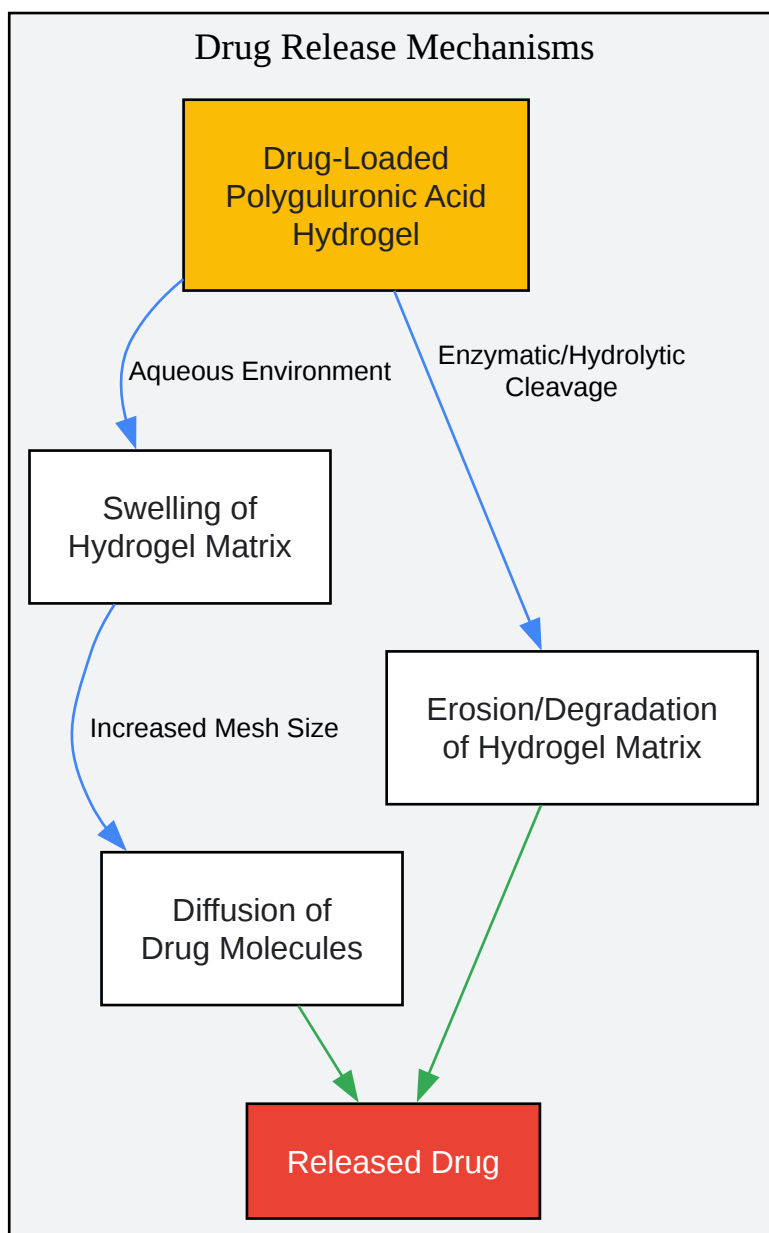 Drug Release Mechanisms
Drug-Loaded
Polyguluronic Acid
Hydrogel
Aqueous Environment
Enzymatic/Hydrolytic
Cleavage
Swelling of
Hydrogel Matrix
Increased Mesh Size
Erosion/Degradation
of Hydrogel Matrix
Diffusion of
Drug Molecules
Released Drug